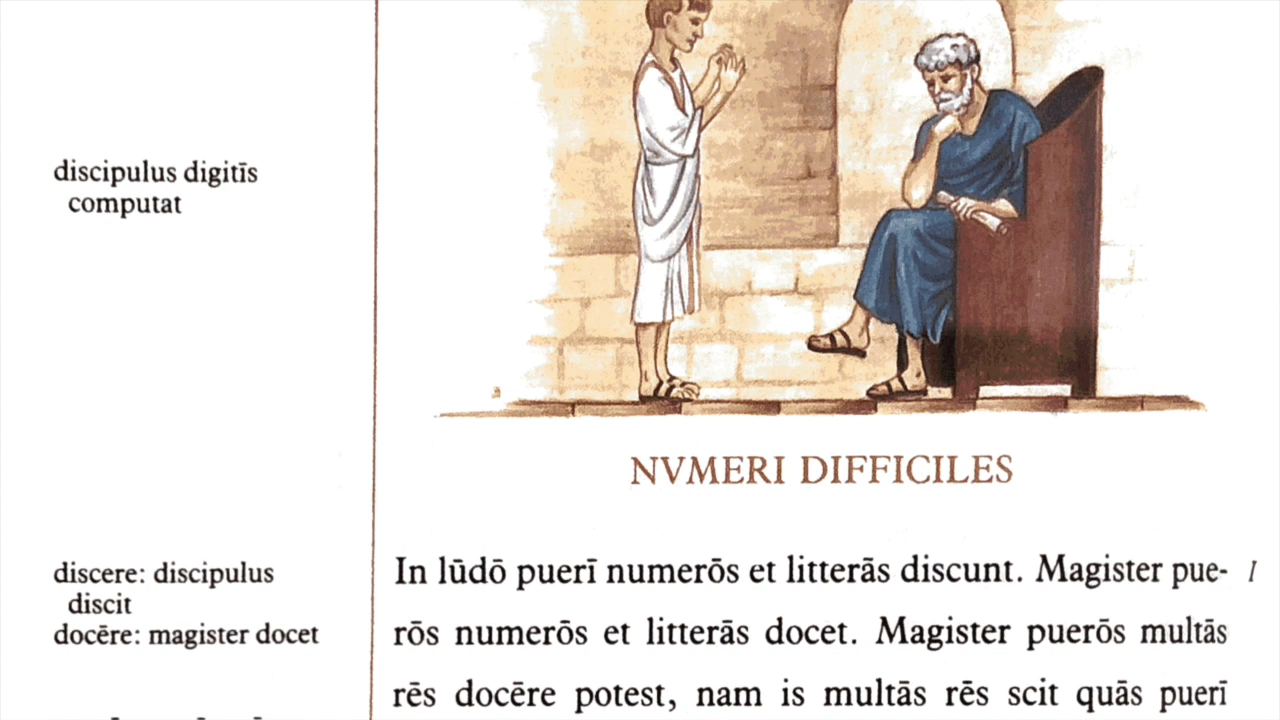 discipulus digitīs
computat
NVMERI DIFFICILES
discere: discipulus
discit
docēre: magister docet
In lūdō puerī numerōs et litterās discunt. Magister pue- I
rōs numerōs et litterās docet. Magister puerōs multās
rēs docēre potest, nam is multās rēs scit quās puerī